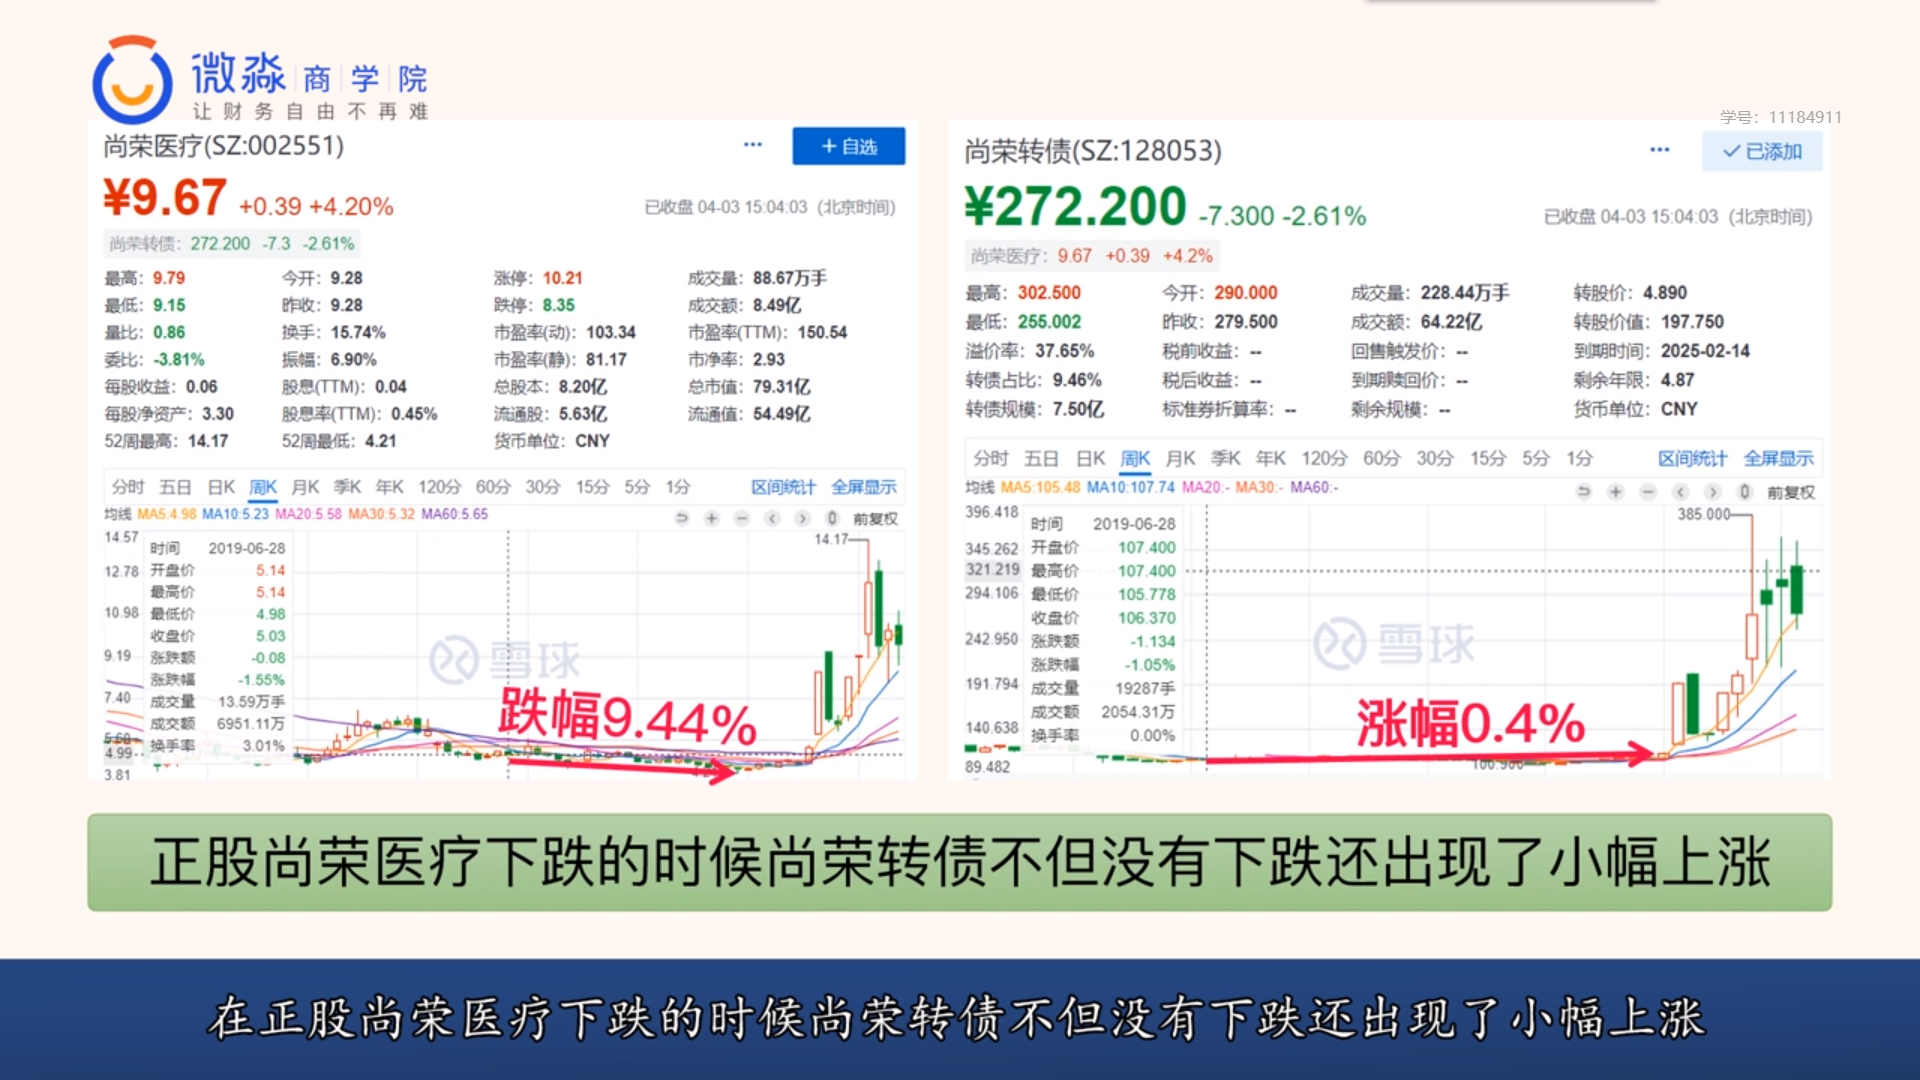 微淼 商 学 院
让财务自由不再难
学号：11184911
尚荣医疗(SZ:002551)
··· +自选
¥9.67 +0.39 +4.20%
已收盘 04-03 15:04:03（北京时间）
尚荣转债：272.200 -7.3 -2.61%
最高：9.79 今开：9.28 涨停：10.21 成交量：88.67万手
最低：9.15 昨收：9.28 跌停：8.35 成交额：8.49亿
量比：0.86 换手：15.74% 市盈率(动)：103.34 市盈率(TTM)：150.54
委比：-3.81% 振幅：6.90% 市盈率(静)：81.17 市净率：2.93
每股收益：0.06 股息(TTM)：0.04 总股本：8.20亿 总市值：79.31亿
每股净资产：3.30 股息率(TTM)：0.45% 流通股：5.63亿 流通值：54.49亿
52周最高：14.17 52周最低：4.21 货币单位：CNY
分时 五日 日K 周K 月K 季K 年K 120分 60分 30分 15分 5分 1分 区间统计 全屏显示
均线 MA5:4.98 MA10:5.23 MA20:5.58 MA30:5.32 MA60:5.65 前复权
14.57
12.78
10.98
9.19
7.40
5.60
4.99
3.81
时间 2019-06-28
开盘价 5.14
最高价 5.14
最低价 4.98
收盘价 5.03
涨跌额 -0.08
涨跌幅 -1.55%
成交量 13.59万手
成交额 6951.11万
换手率 3.01%
14.17
雪球
跌幅9.44%
尚荣转债(SZ:128053)
··· ✓已添加
¥272.200 -7.300 -2.61%
已收盘 04-03 15:04:03（北京时间）
尚荣医疗：9.67 +0.39 +4.2%
最高：302.500 今开：290.000 成交量：228.44万手 转股价：4.890
最低：255.002 昨收：279.500 成交额：64.22亿 转股价值：197.750
溢价率：37.65% 税前收益：-- 回售触发价：-- 到期时间：2025-02-14
转债占比：9.46% 税后收益：-- 到期赎回价：-- 剩余年限：4.87
转债规模：7.50亿 标准券折算率：-- 剩余规模：-- 货币单位：CNY
分时 五日 日K 周K 月K 季K 年K 120分 60分 30分 15分 5分 1分 区间统计 全屏显示
均线 MA5:105.48 MA10:107.74 MA20:- MA30:- MA60:- 前复权
396.418
345.262
321.219
294.106
242.950
191.794
140.638
89.482
时间 2019-06-28
开盘价 107.400
最高价 107.400
最低价 105.778
收盘价 106.370
涨跌额 -1.134
涨跌幅 -1.05%
成交量 19287手
成交额 2054.31万
换手率 0.00%
385.000
雪球
涨幅0.4%
正股尚荣医疗下跌的时候尚荣转债不但没有下跌还出现了小幅上涨
在正股尚荣医疗下跌的时候尚荣转债不但没有下跌还出现了小幅上涨